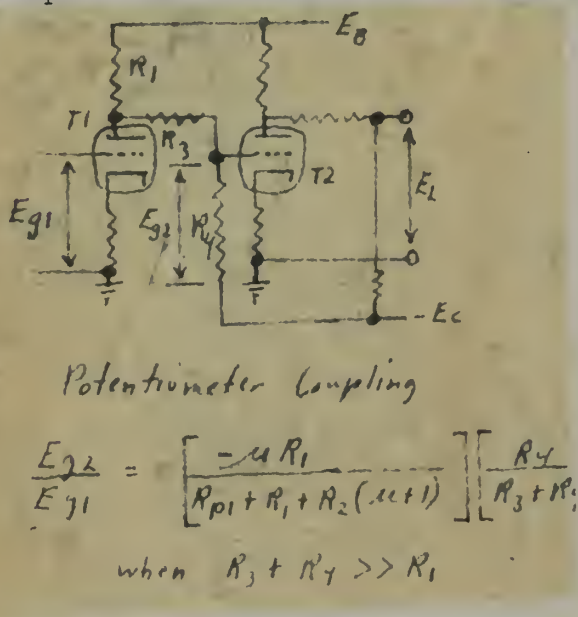 E_B
R_1
T1
R_3
T2
E_g1
E_g2
R_4
E_L
- E_C
Potentiometer Coupling
E_g2 / E_g1 = [ -μ R_1 / (R_p1 + R_1 + R_2 (μ+1)) ] [ R_4 / (R_3 + R_4
when R_3 + R_4 >> R_1